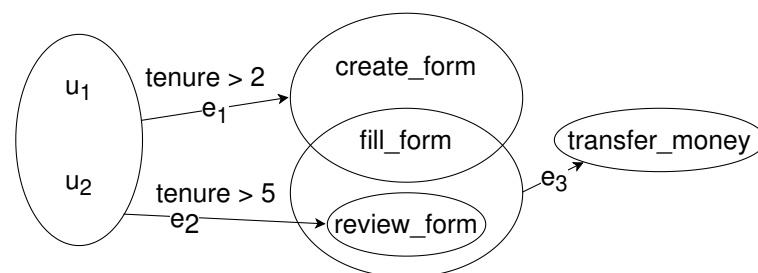 u1
u2
tenure > 2
e1
tenure > 5
e2
create_form
fill_form
review_form
e3
transfer_money